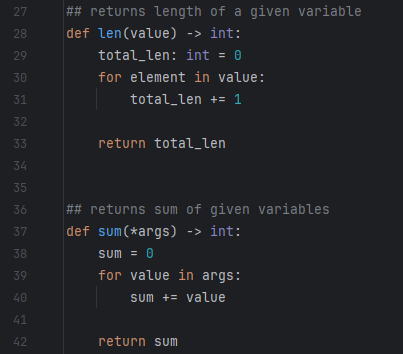 27 ## returns length of a given variable
28 def len(value) -> int:
29     total_len: int = 0
30     for element in value:
31         total_len += 1
32
33     return total_len
34
35
36 ## returns sum of given variables
37 def sum(*args) -> int:
38     sum = 0
39     for value in args:
40         sum += value
41
42     return sum